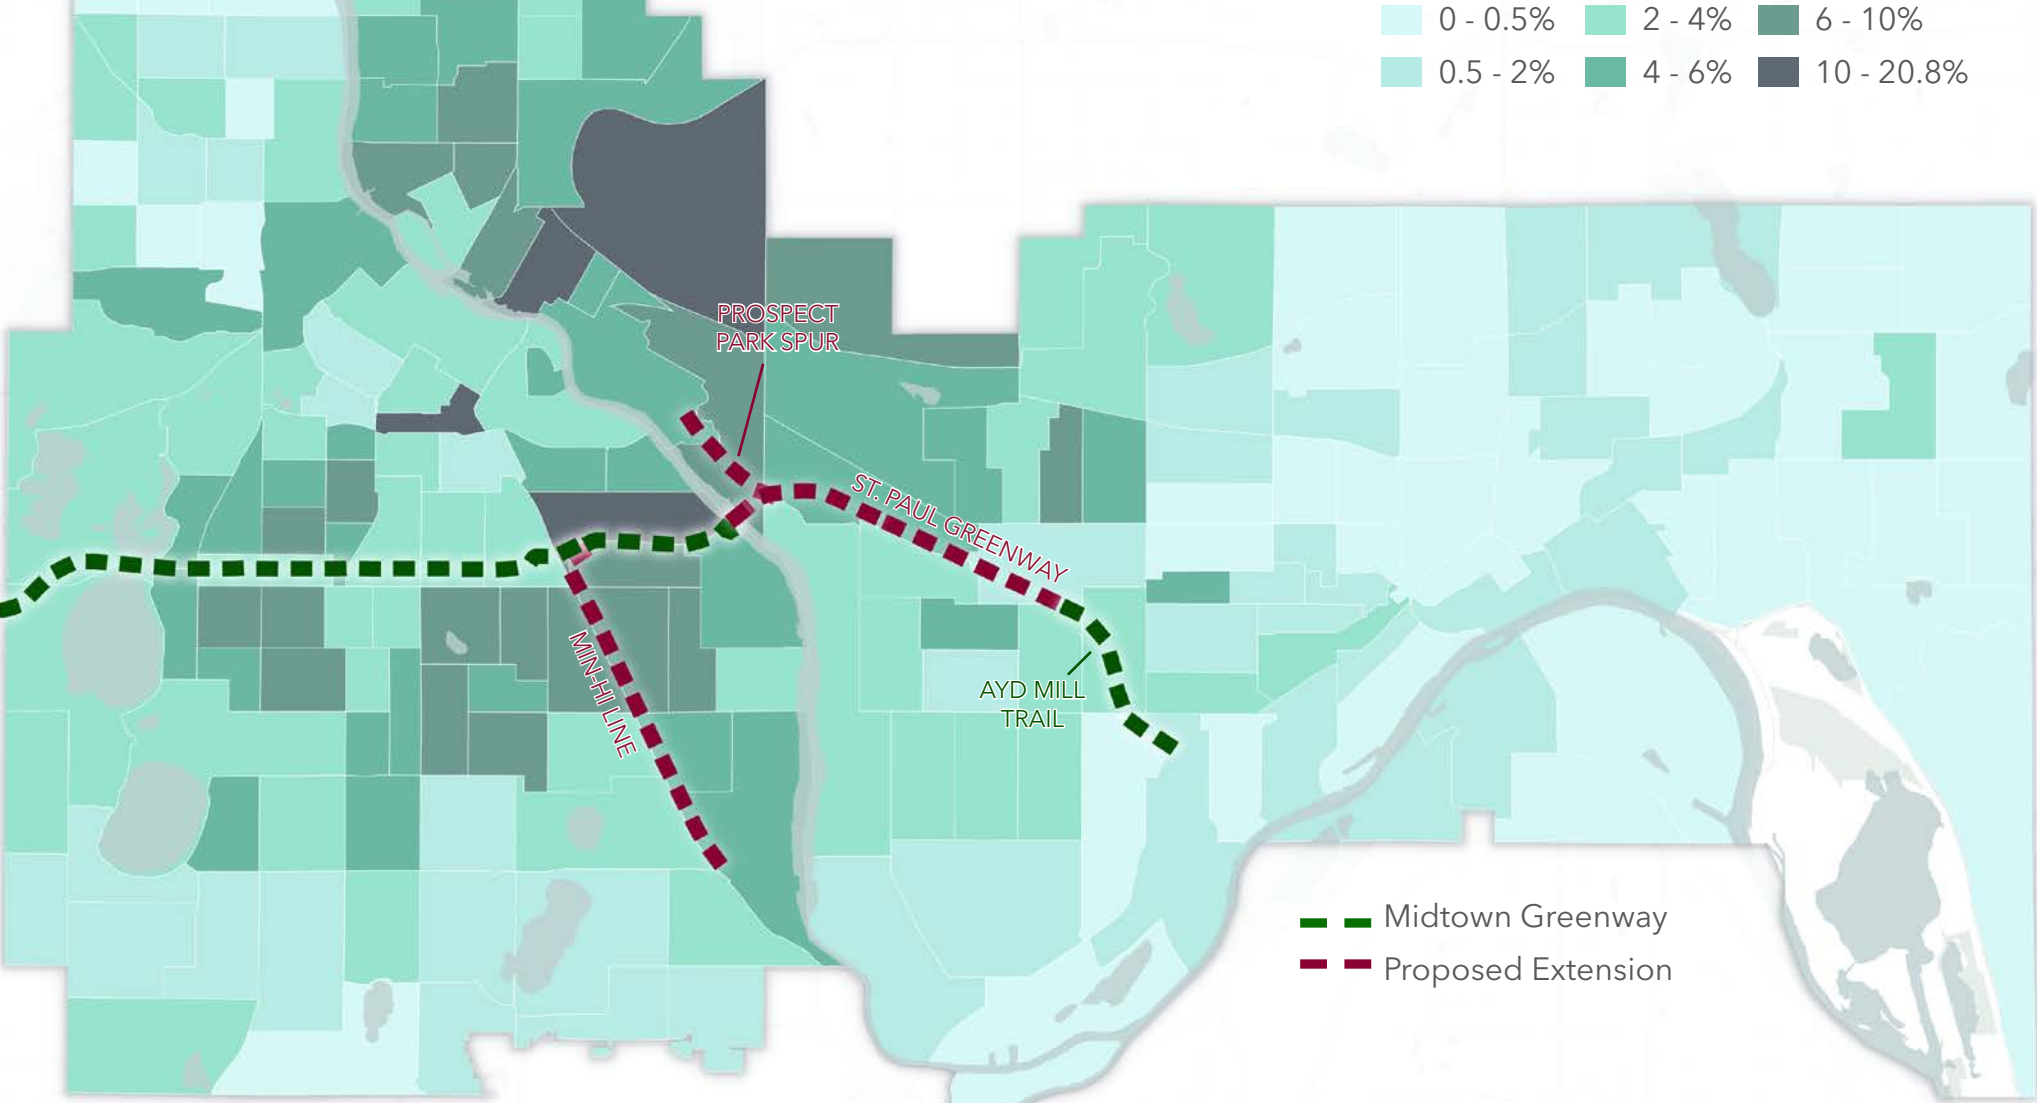 0 - 0.5%
2 - 4%
6 - 10%
0.5 - 2%
4 - 6%
10 - 20.8%
PROSPECT
PARK SPUR
ST. PAUL GREENWAY
MIN-HI LINE
AYD MILL
TRAIL
Midtown Greenway
Proposed Extension